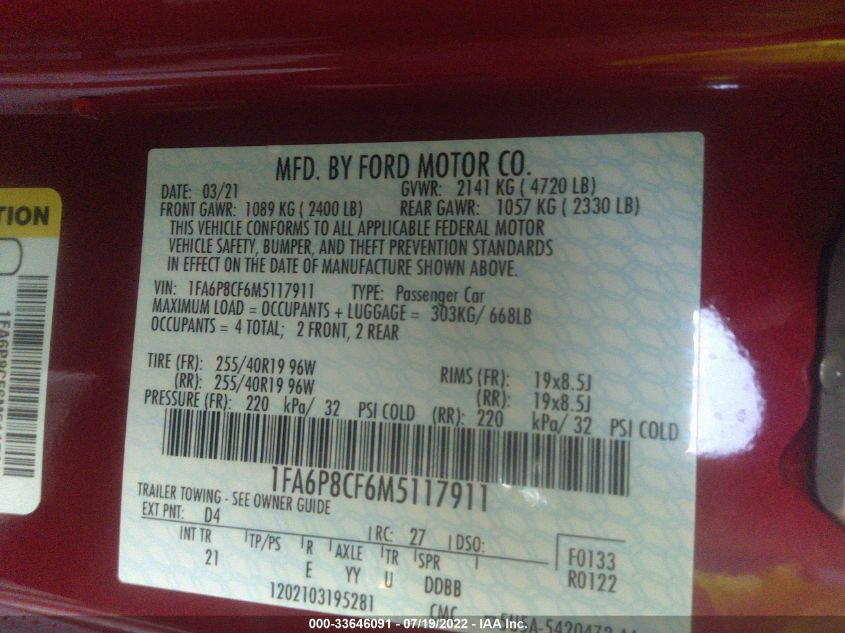 MFD. BY FORD MOTOR CO.
DATE: 03/21 GVWR: 2141 KG ( 4720 LB)
FRONT GAWR: 1089 KG ( 2400 LB) REAR GAWR: 1057 KG ( 2330 LB)
THIS VEHICLE CONFORMS TO ALL APPLICABLE FEDERAL MOTOR
VEHICLE SAFETY, BUMPER, AND THEFT PREVENTION STANDARDS
IN EFFECT ON THE DATE OF MANUFACTURE SHOWN ABOVE.
VIN: 1FA6P8CF6M5117911 TYPE: Passenger Car
MAXIMUM LOAD = OCCUPANTS + LUGGAGE = 303KG/ 668LB
OCCUPANTS = 4 TOTAL; 2 FRONT, 2 REAR
TIRE (FR): 255/40R19 96W RIMS (FR): 19x8.5J
(RR): 255/40R19 96W (RR): 19x8.5J
PRESSURE (FR): 220 kPa/ 32 PSI COLD (RR): 220 kPa/ 32 PSI COLD
1FA6P8CF6M5117911
TRAILER TOWING - SEE OWNER GUIDE
EXT PNT: D4 RC: 27 DSO: F0133
INT TR TP/PS R AXLE TR SPR R0122
21 E YY U DDBB
1202103195281 CMC
TION
000-33646091 - 07/19/2022 - IAA Inc.